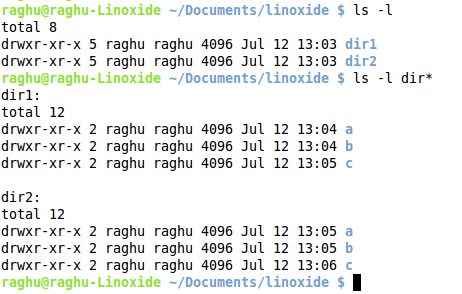 raghu@raghu-Linoxide ~/Documents/linoxide $ ls -l
total 8
drwxr-xr-x 5 raghu raghu 4096 Jul 12 13:03 dir1
drwxr-xr-x 5 raghu raghu 4096 Jul 12 13:03 dir2
raghu@raghu-Linoxide ~/Documents/linoxide $ ls -l dir*
dir1:
total 12
drwxr-xr-x 2 raghu raghu 4096 Jul 12 13:04 a
drwxr-xr-x 2 raghu raghu 4096 Jul 12 13:04 b
drwxr-xr-x 2 raghu raghu 4096 Jul 12 13:05 c

dir2:
total 12
drwxr-xr-x 2 raghu raghu 4096 Jul 12 13:05 a
drwxr-xr-x 2 raghu raghu 4096 Jul 12 13:05 b
drwxr-xr-x 2 raghu raghu 4096 Jul 12 13:06 c
raghu@raghu-Linoxide ~/Documents/linoxide $